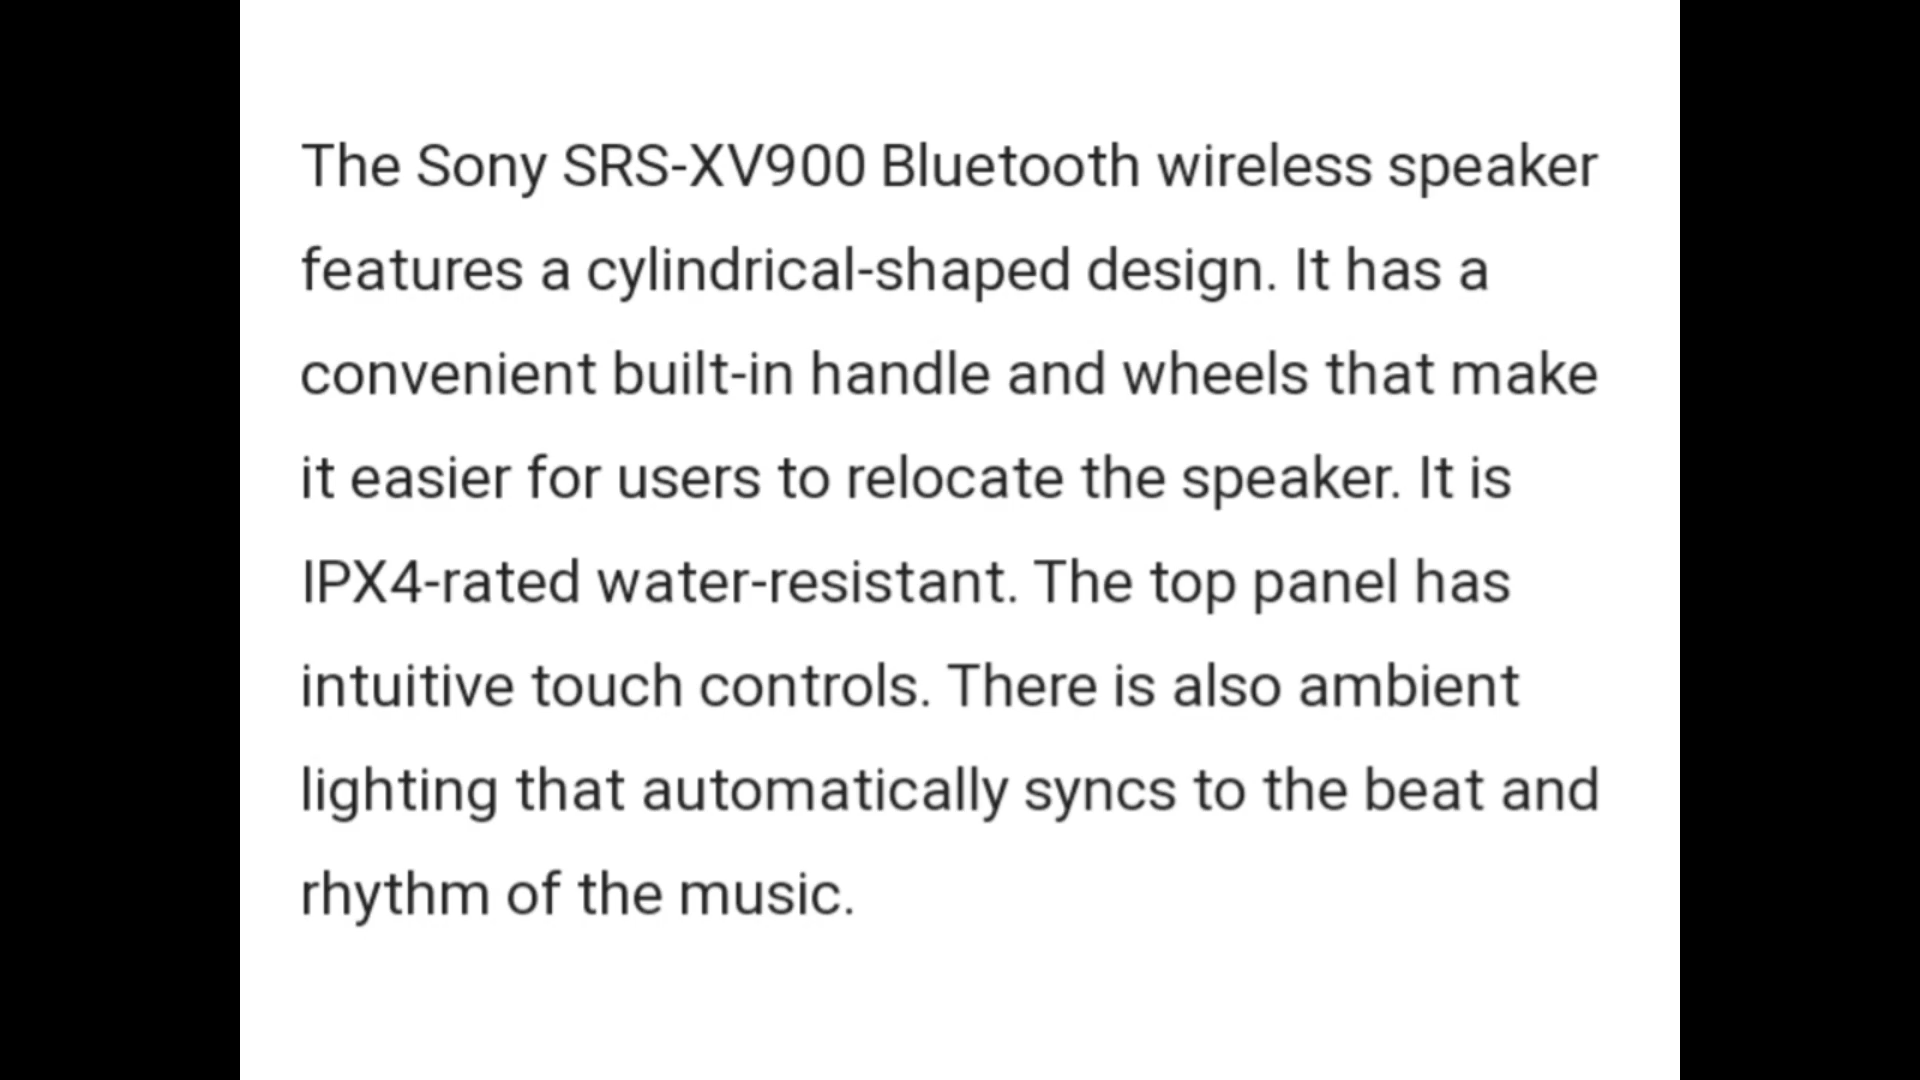 The Sony SRS-XV900 Bluetooth wireless speaker
features a cylindrical-shaped design. It has a
convenient built-in handle and wheels that make
it easier for users to relocate the speaker. It is
IPX4-rated water-resistant. The top panel has
intuitive touch controls. There is also ambient
lighting that automatically syncs to the beat and
rhythm of the music.